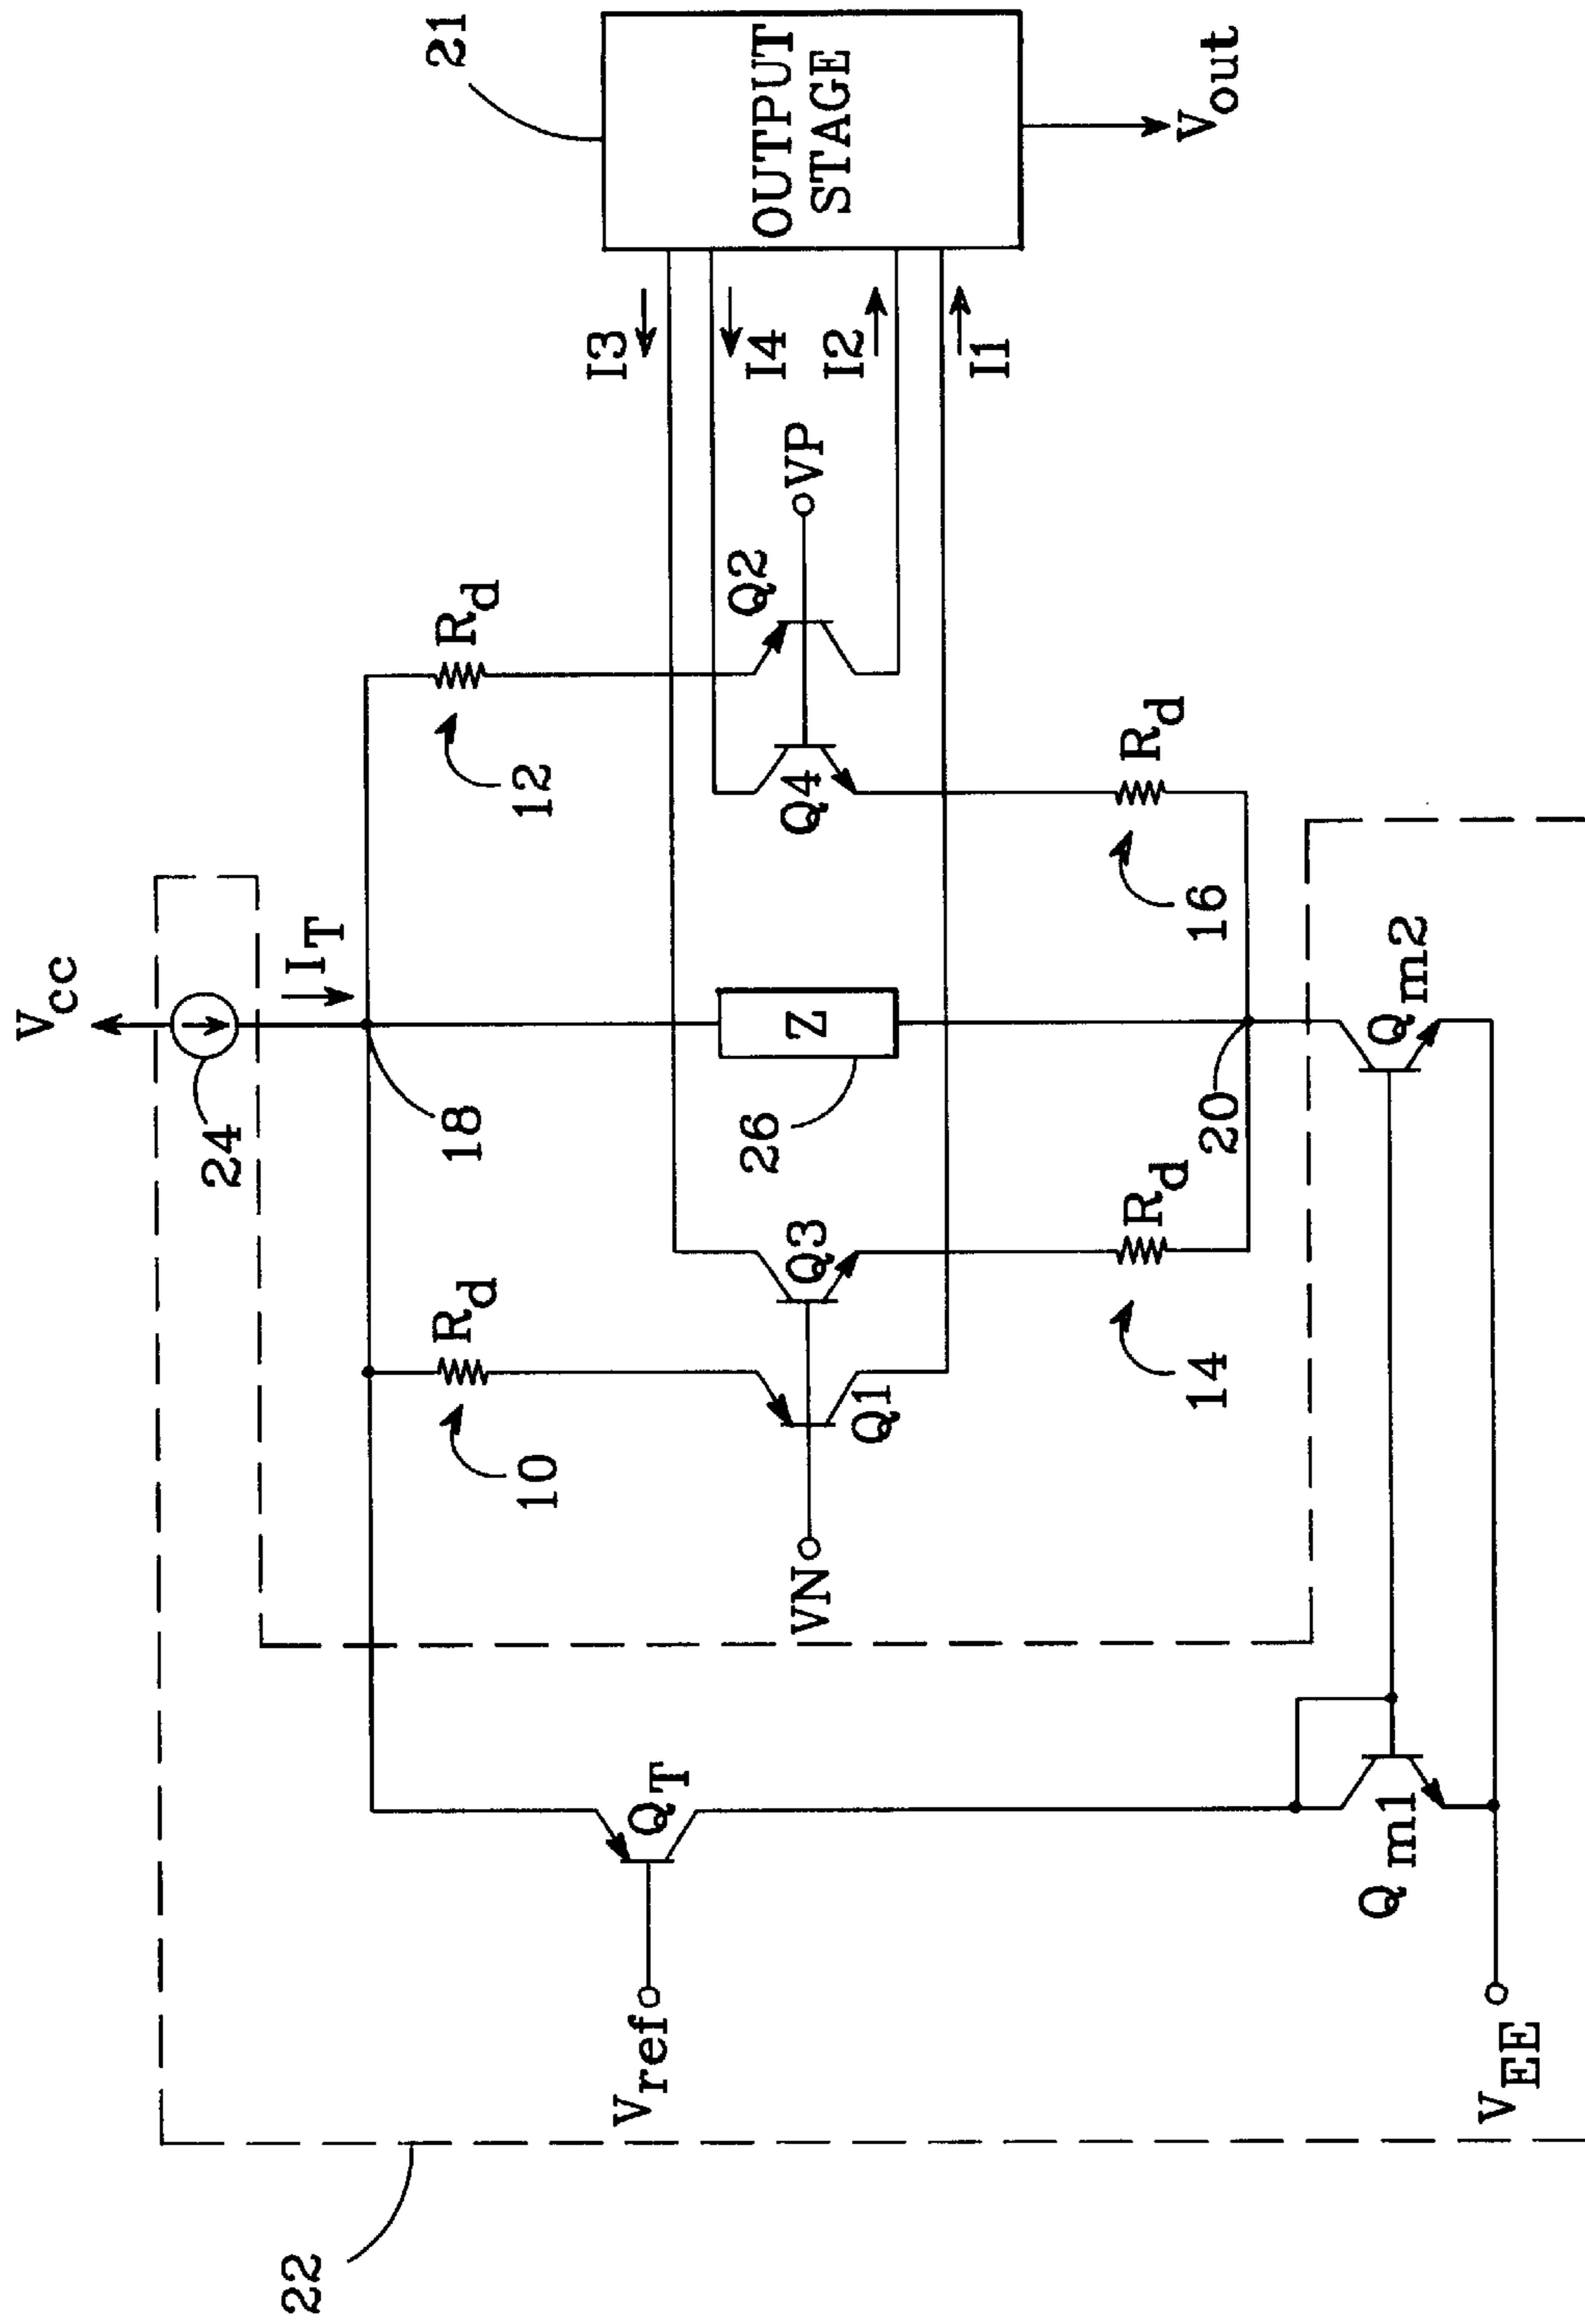 22
Vcc
24
IT
18
Rd
10
Rd
12
QT
Vref
VN
Q1
Q3
Z
26
Q4
Q2
VP
I3
I4
I2
I1
21
OUTPUT
STAGE
Vout
Rd
14
Rd
16
20
Qm1
Qm2
VEE